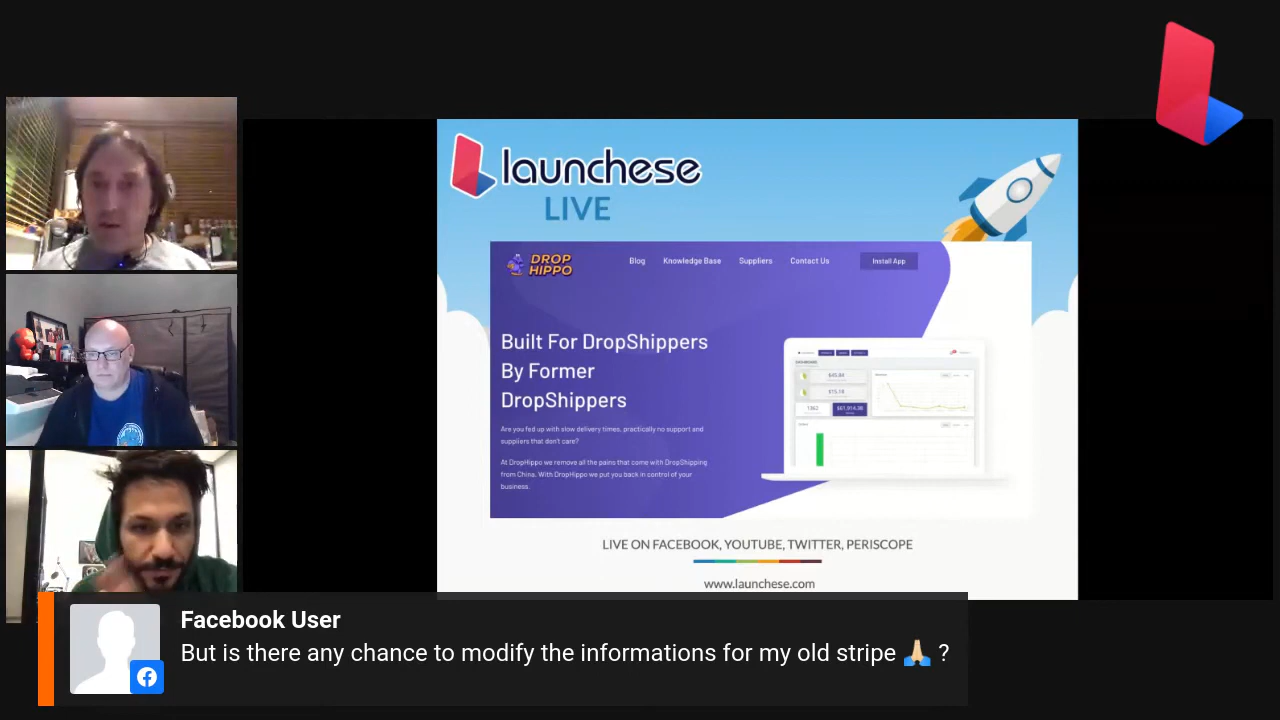 launchese
LIVE
DROP
HIPPO
Blog
Knowledge Base
Suppliers
Contact Us
Install App
Built For DropShippers
By Former
DropShippers
Are you fed up with slow delivery times, practically no support and
suppliers that don't care?
At DropHippo we remove all the pains that come with DropShipping
from China. With DropHippo we put you back in control of your
business.
LIVE ON FACEBOOK, YOUTUBE, TWITTER, PERISCOPE
www.launchese.com
Facebook User
But is there any chance to modify the informations for my old stripe 🙏🏼 ?